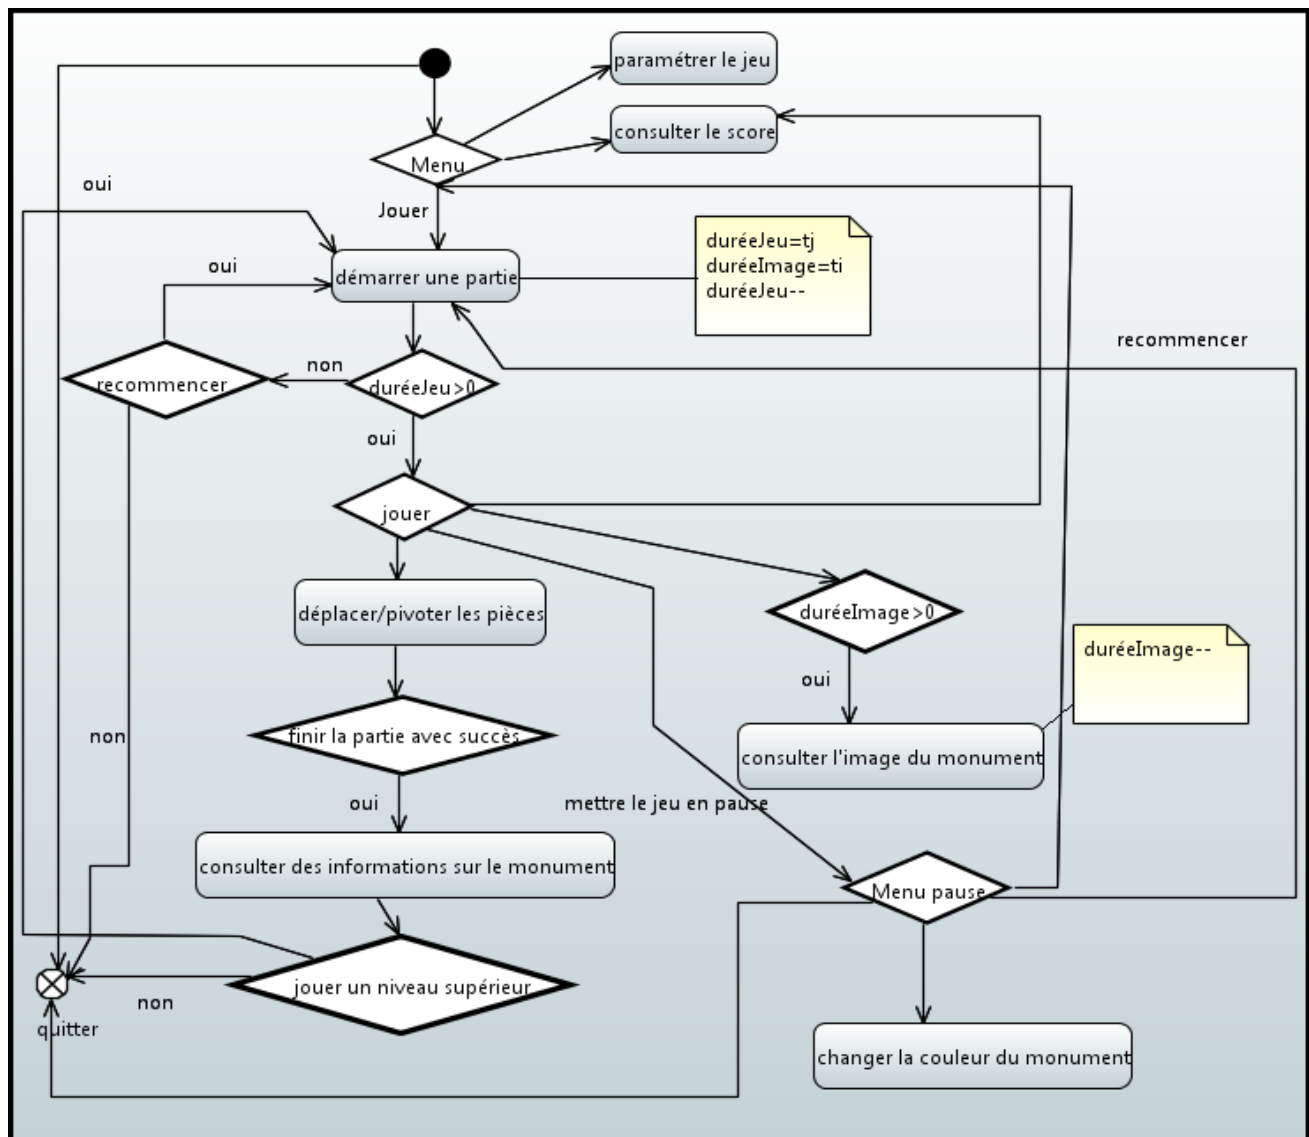 paramétrer le jeu
consulter le score
Menu
oui
Jouer
duréeJeu=tj
duréeImage=ti
duréeJeu--
oui
démarrer une partie
recommencer
non
recommencer
duréeJeu>0
oui
jouer
déplacer/pivoter les pièces
duréeImage>0
duréeImage--
oui
non
finir la partie avec succès
consulter l'image du monument
oui
mettre le jeu en pause
consulter des informations sur le monument
Menu pause
jouer un niveau supérieur
non
quitter
changer la couleur du monument